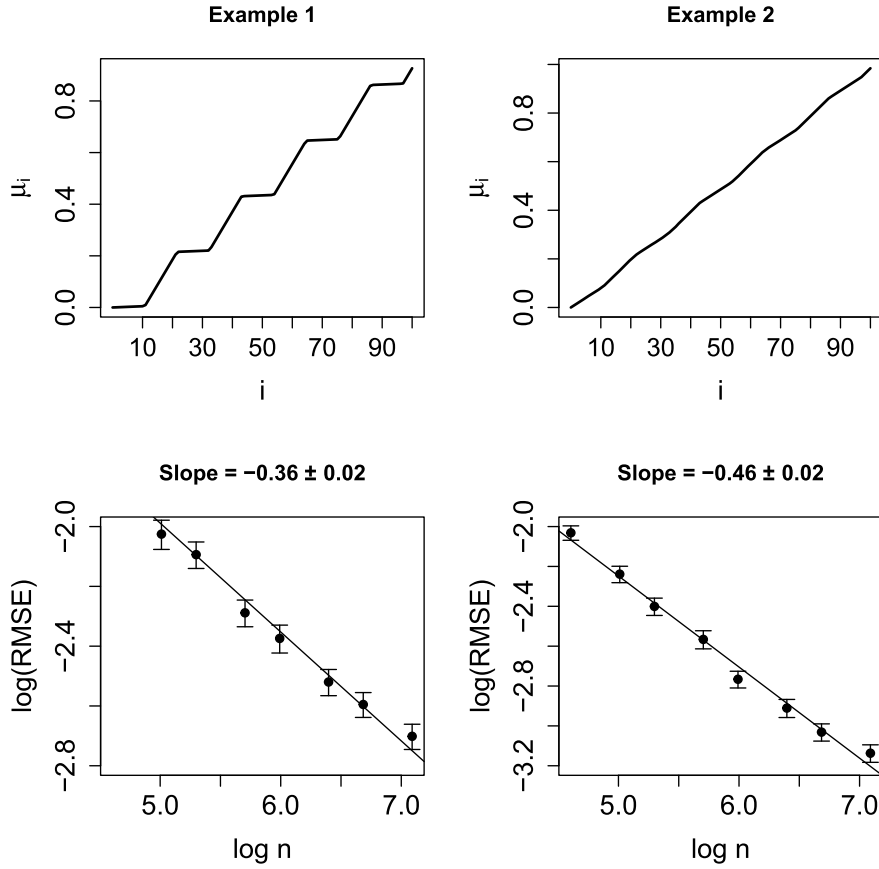 Example 1
Example 2
μi
0.0 0.4 0.8
10 30 50 70 90
i
μi
0.0 0.4 0.8
10 30 50 70 90
i
Slope = −0.36 ± 0.02
Slope = −0.46 ± 0.02
log(RMSE)
−2.8 −2.4 −2.0
5.0 6.0 7.0
log n
log(RMSE)
−3.2 −2.8 −2.4 −2.0
5.0 6.0 7.0
log n